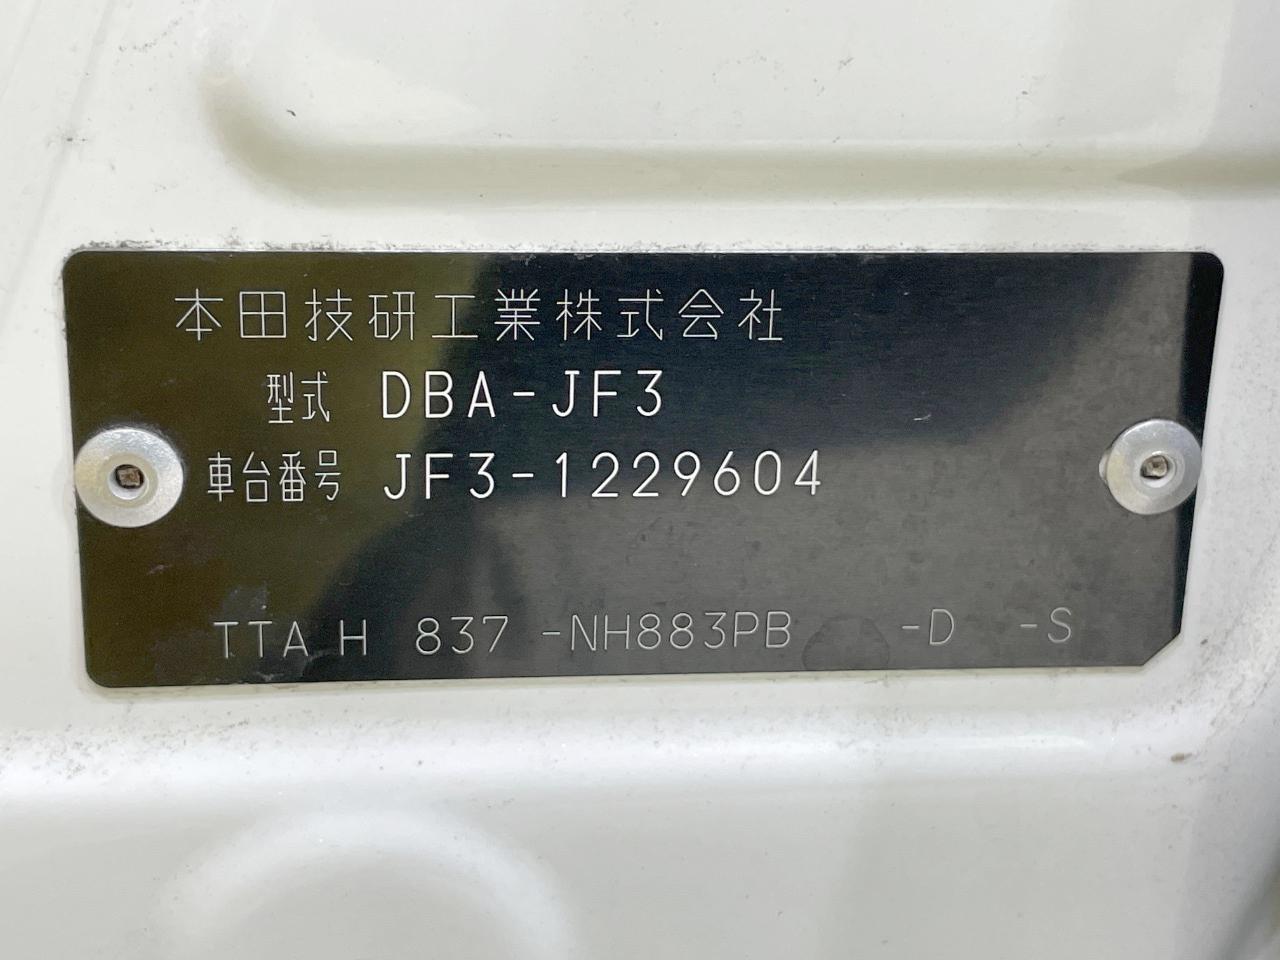 本田技研工業株式会社
型式 DBA-JF3
車台番号 JF3-1229604
TTA H 837 -NH883PB -D -S